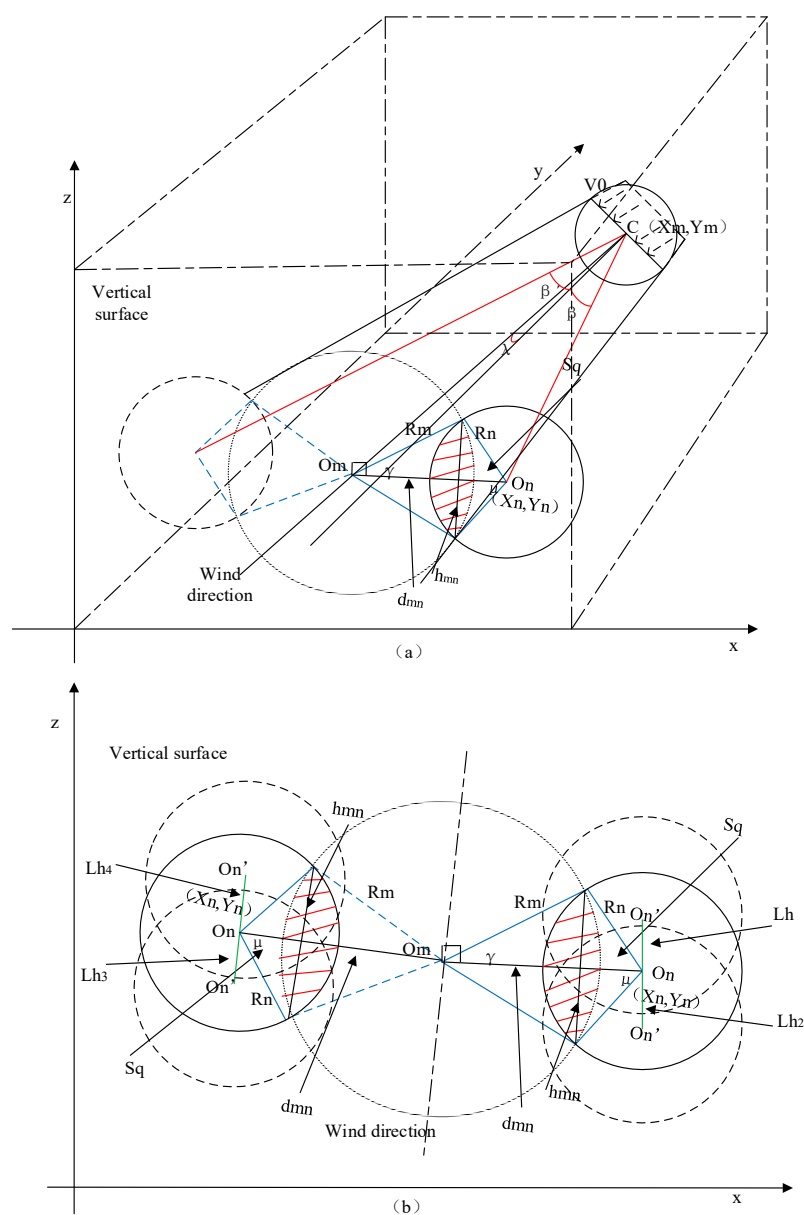 y
z
V0
C（Xm,Ym）
Vertical
surface
β
β
λ
Sq
Rm
Rn
Om
γ
μ
On
(Xn,Yn)
Wind
direction
hmn
dmn
x
（a）
z
Vertical surface
hmn
Sq
Lh4
On’
（Xn,Yn）
Rm
Rm
Rn
On’
Lh
On
μ
Om
γ
μ
On
（Xn,Yn）
Lh3
On’
Rn
On’
Lh2
Sq
dmn
dmn
hmn
Wind direction
x
（b）